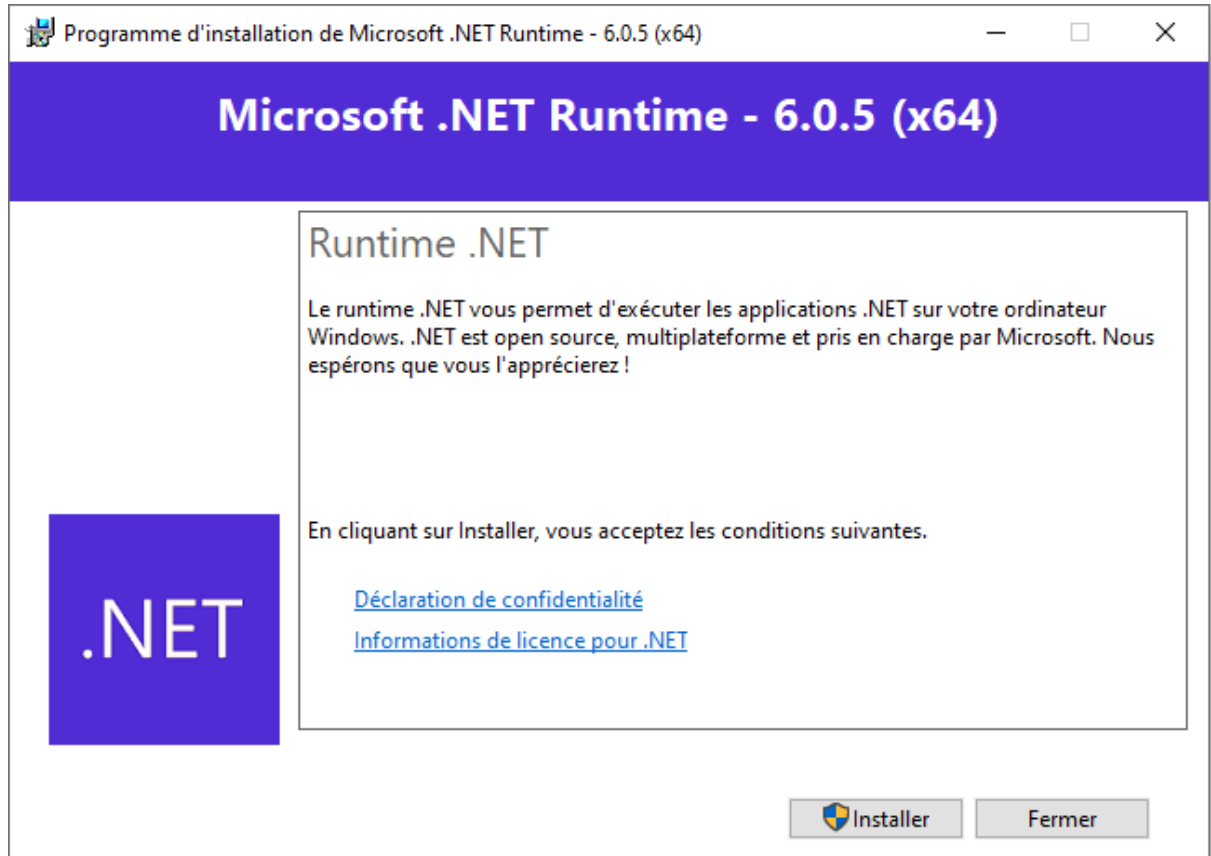 Programme d'installation de Microsoft .NET Runtime - 6.0.5 (x64)
Microsoft .NET Runtime - 6.0.5 (x64)
Runtime .NET
Le runtime .NET vous permet d'exécuter les applications .NET sur votre ordinateur
Windows. .NET est open source, multiplateforme et pris en charge par Microsoft. Nous
espérons que vous l'apprécierez !
En cliquant sur Installer, vous acceptez les conditions suivantes.
Déclaration de confidentialité
Informations de licence pour .NET
.NET
Installer
Fermer